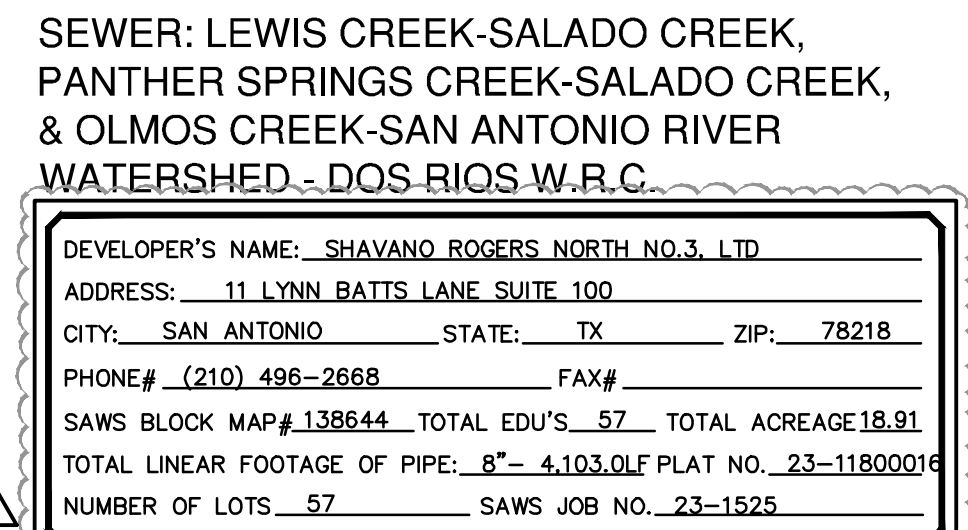 SEWER: LEWIS CREEK-SALADO CREEK,
PANTHER SPRINGS CREEK-SALADO CREEK,
& OLMOS CREEK-SAN ANTONIO RIVER
WATERSHED - DOS RIOS W.R.C.
DEVELOPER'S NAME: SHAVANO ROGERS NORTH NO.3, LTD
ADDRESS: 11 LYNN BATTS LANE SUITE 100
CITY: SAN ANTONIO STATE: TX ZIP: 78218
PHONE# (210) 496-2668 FAX#
SAWS BLOCK MAP# 138644 TOTAL EDU'S 57 TOTAL ACREAGE 18.91
TOTAL LINEAR FOOTAGE OF PIPE: 8"- 4,103.0LF PLAT NO. 23-11800016
NUMBER OF LOTS 57 SAWS JOB NO. 23-1525